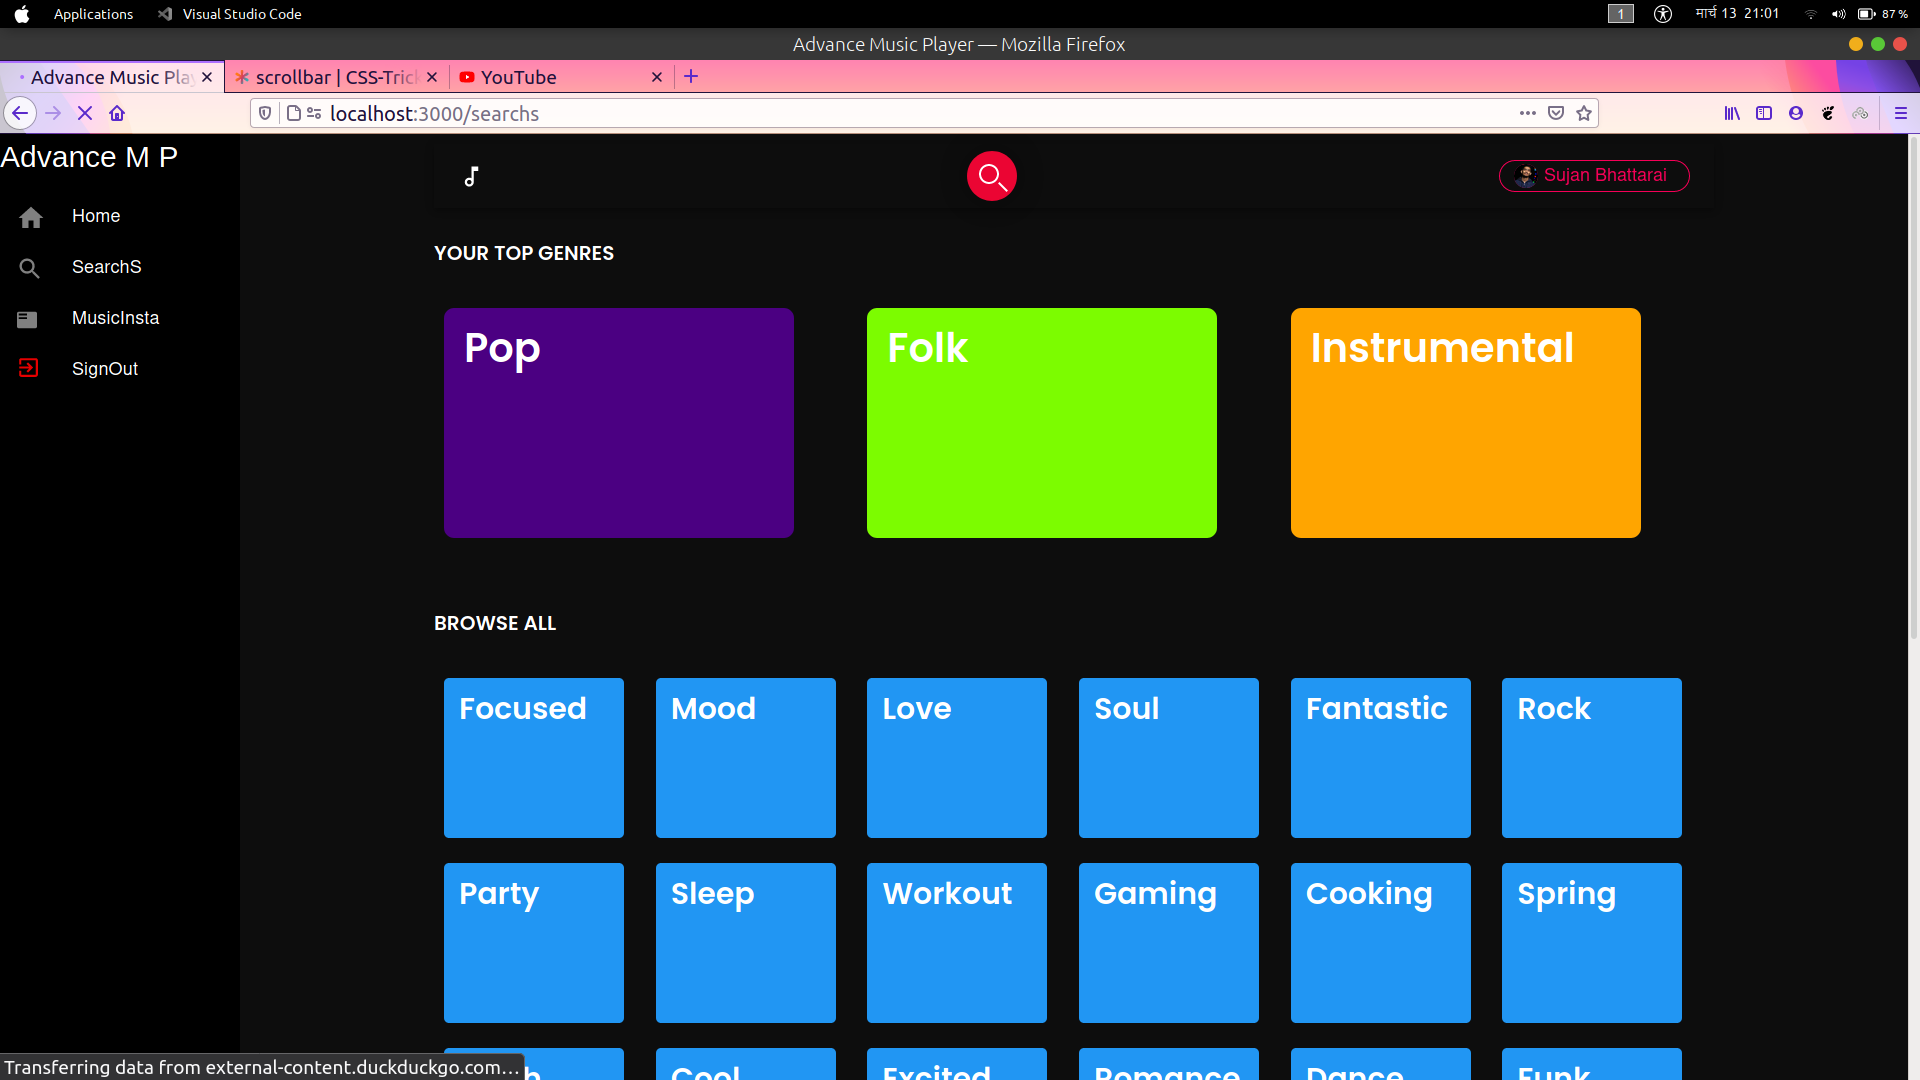 Applications Visual Studio Code 1 मार्च 13 21:01 87 %
Advance Music Player — Mozilla Firefox
Advance Music Play scrollbar | CSS-Trick YouTube
localhost:3000/searchs
Advance M P
Home
SearchS
MusicInsta
SignOut
Sujan Bhattarai
YOUR TOP GENRES
Pop Folk Instrumental
BROWSE ALL
Focused Mood Love Soul Fantastic Rock
Party Sleep Workout Gaming Cooking Spring
Cool Excited Romance Dance Funk
Transferring data from external-content.duckduckgo.com…